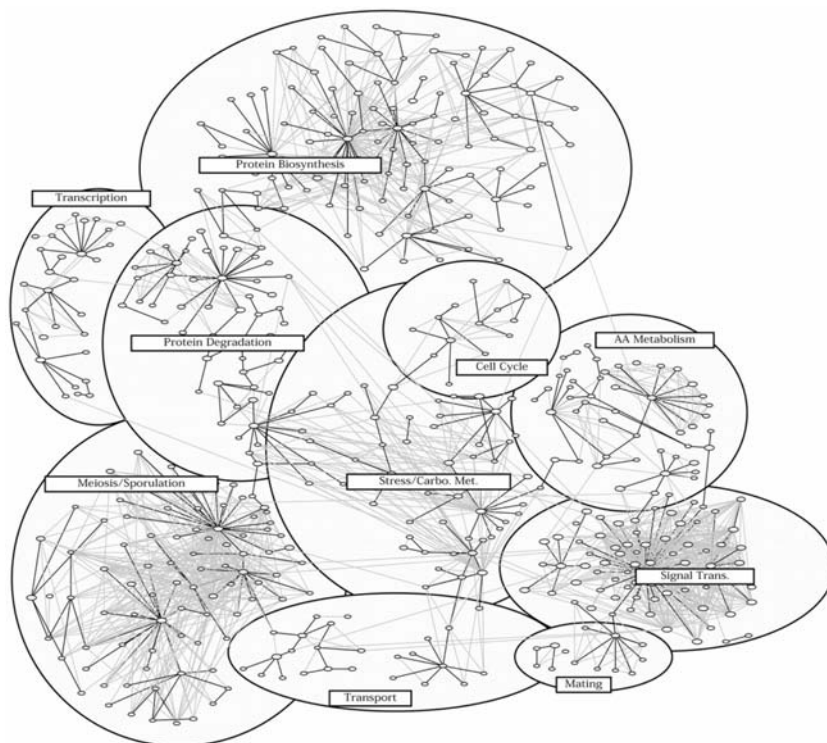 Protein Biosynthesis
Transcription
Protein Degradation
AA Metabolism
Cell Cycle
Meiosis/Sporulation
Stress/Carbo. Met.
Signal Trans.
Transport
Mating